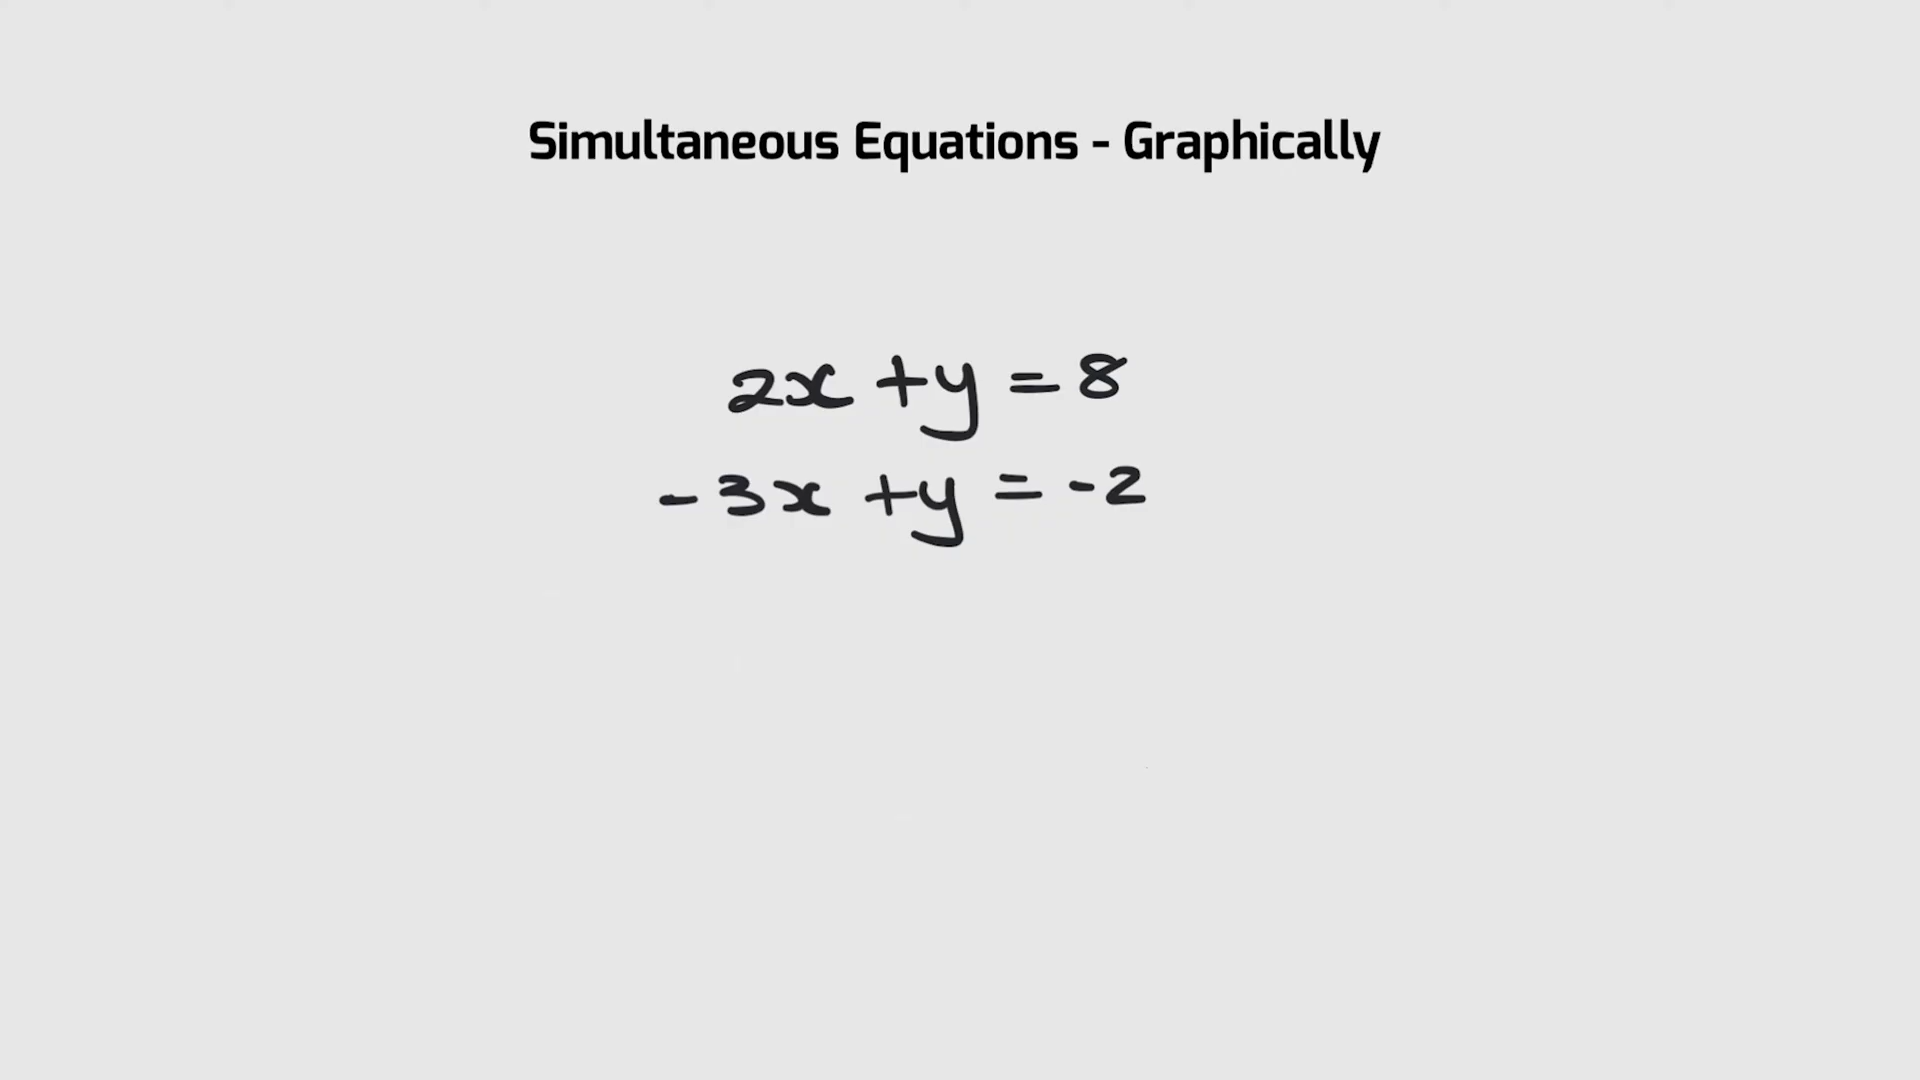 Simultaneous Equations - Graphically
2x + y = 8
- 3x + y = - 2